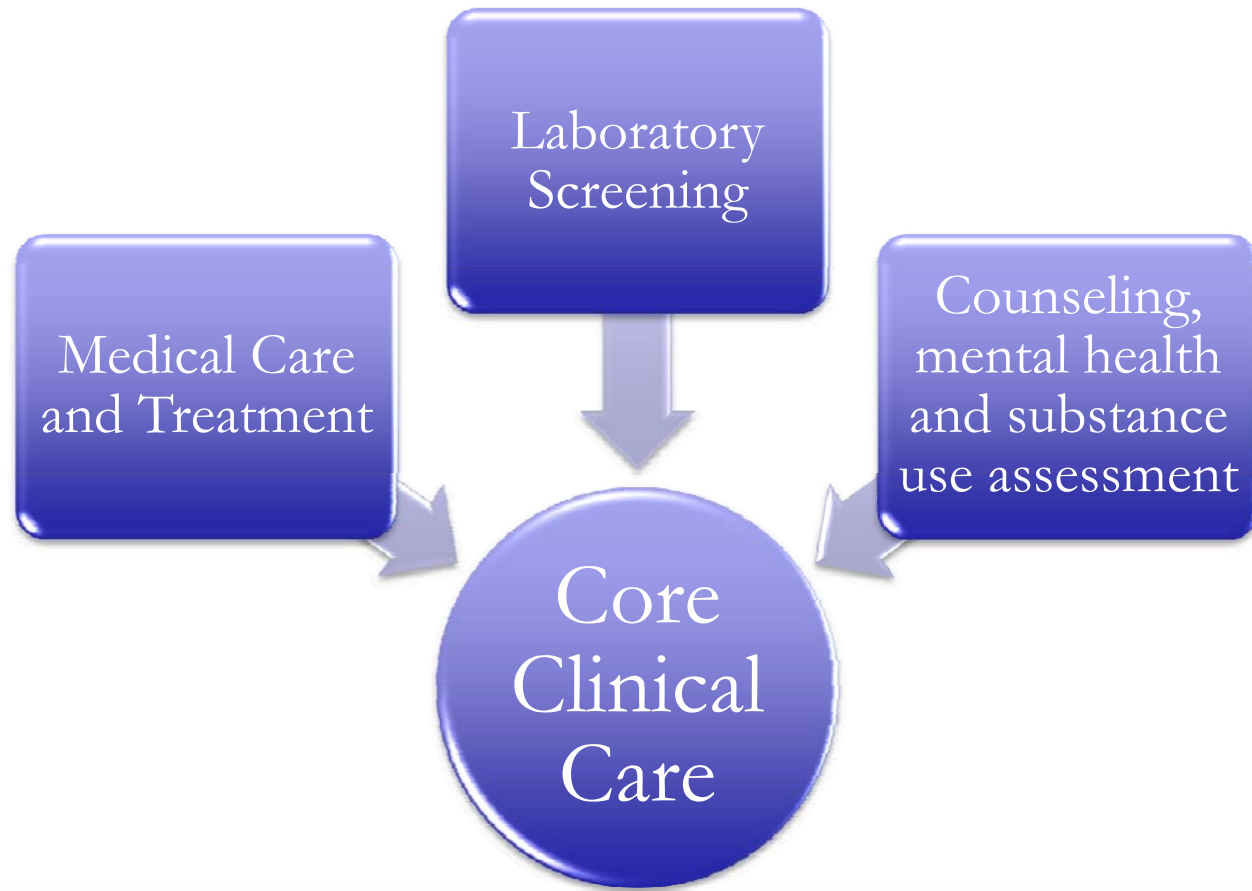 Laboratory
Screening
Medical Care
and Treatment
Counseling,
mental health
and substance
use assessment
Core
Clinical
Care